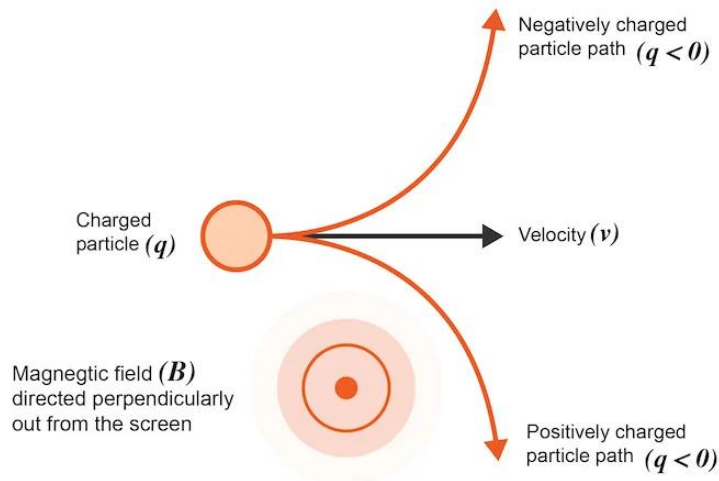 Negatively charged
particle path (q < 0)
Charged
particle (q)
Velocity (v)
Magnegtic field (B)
directed perpendicularly
out from the screen
Positively charged
particle path (q < 0)